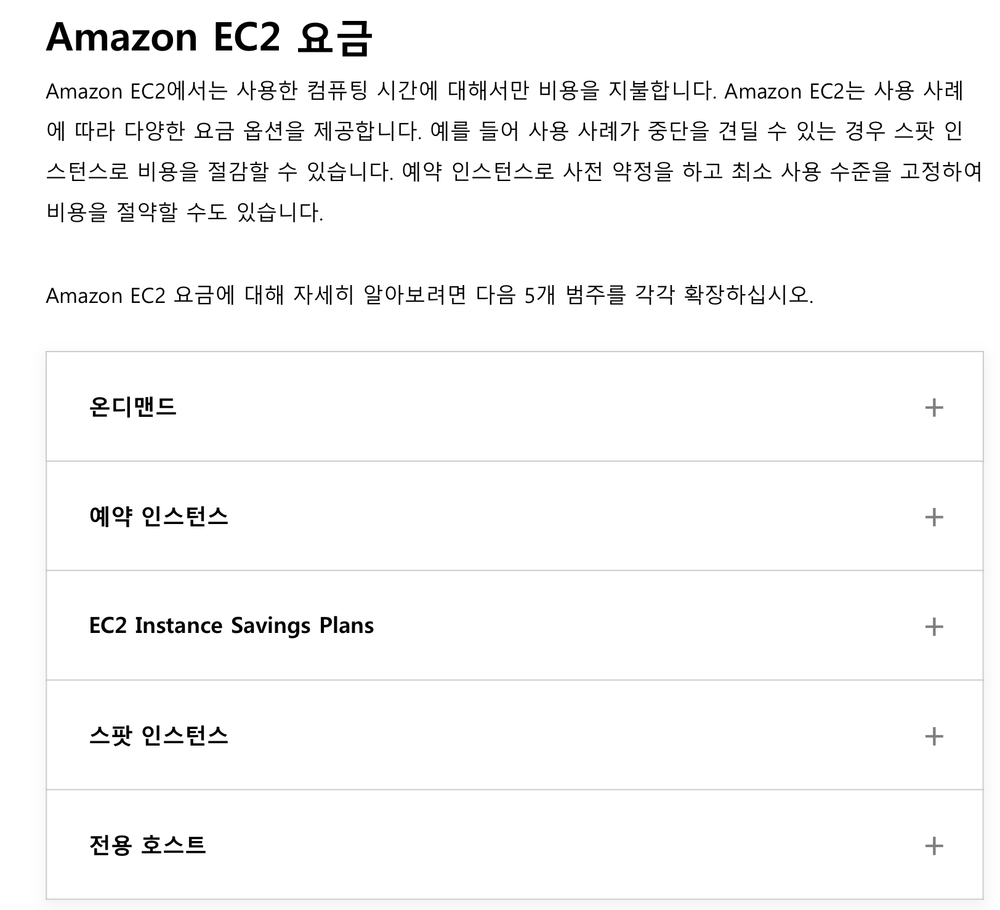 Amazon EC2 요금
Amazon EC2에서는 사용한 컴퓨팅 시간에 대해서만 비용을 지불합니다. Amazon EC2는 사용 사례
에 따라 다양한 요금 옵션을 제공합니다. 예를 들어 사용 사례가 중단을 견딜 수 있는 경우 스팟 인
스턴스로 비용을 절감할 수 있습니다. 예약 인스턴스로 사전 약정을 하고 최소 사용 수준을 고정하여
비용을 절약할 수도 있습니다.
Amazon EC2 요금에 대해 자세히 알아보려면 다음 5개 범주를 각각 확장하십시오.
온디맨드
예약 인스턴스
EC2 Instance Savings Plans
스팟 인스턴스
전용 호스트